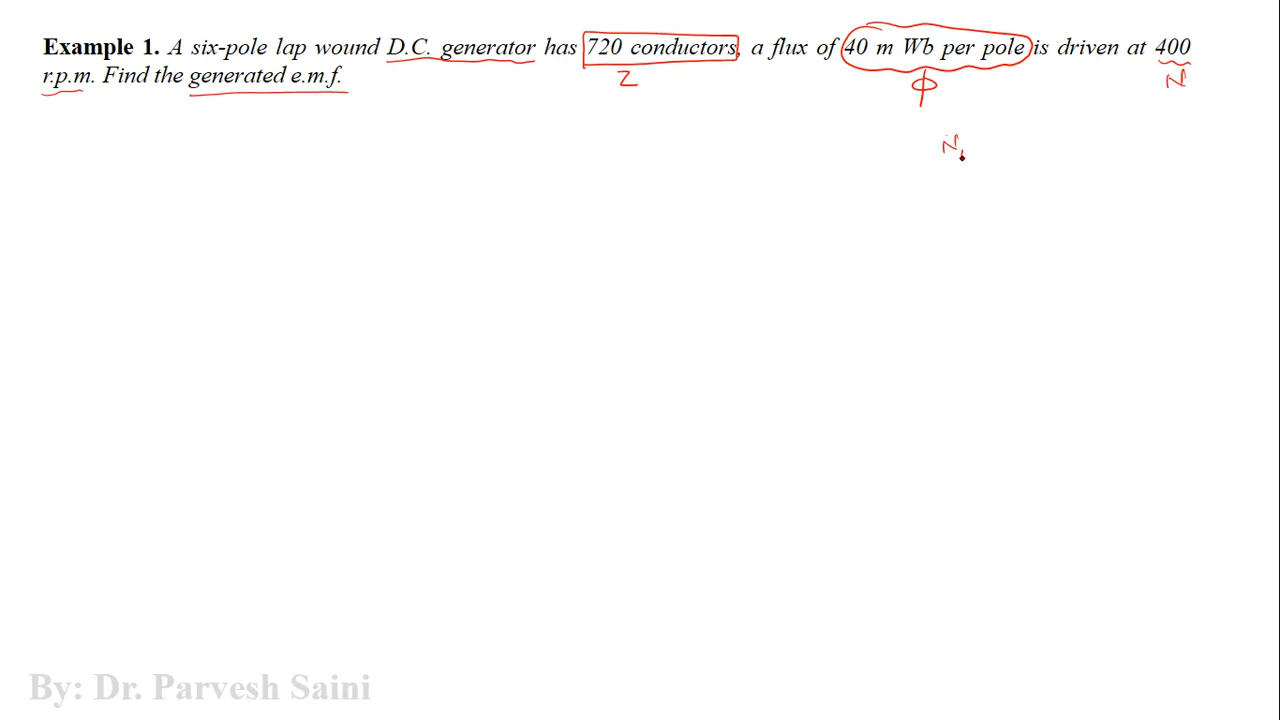 Example 1. A six-pole lap wound D.C. generator has 720 conductors, a flux of 40 m Wb per pole is driven at 400
r.p.m. Find the generated e.m.f.
Z ϕ N
N
By: Dr. Parvesh Saini